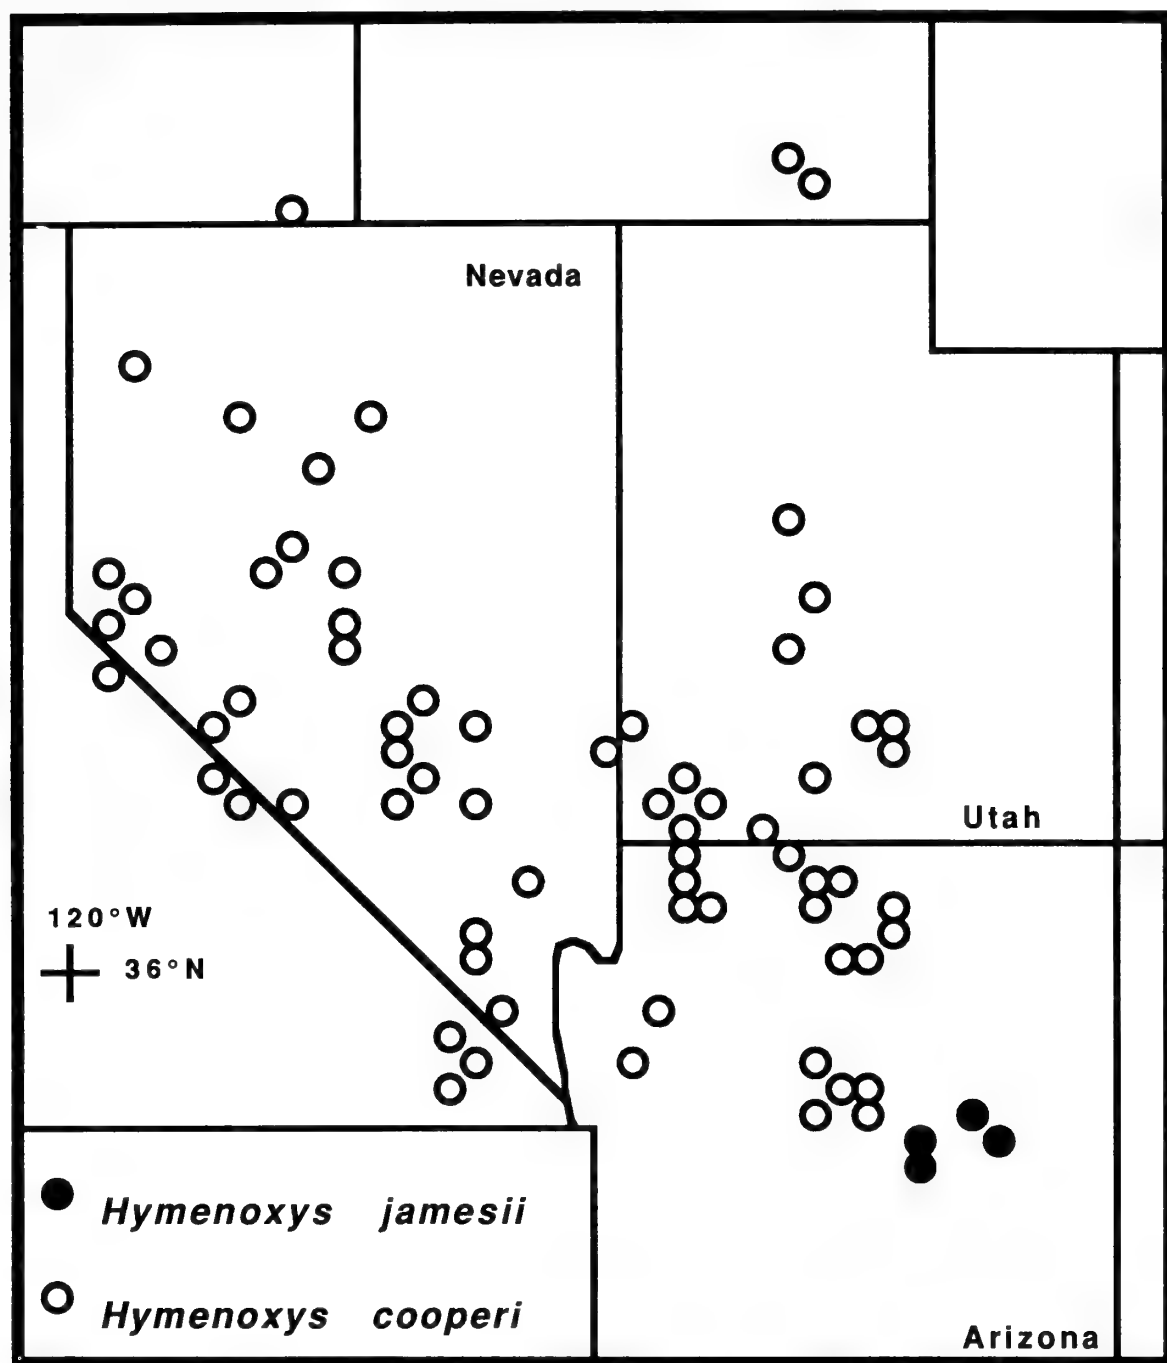 Nevada
Utah
120°W
36°N
Hymenoxys jamesii
Hymenoxys cooperi
Arizona